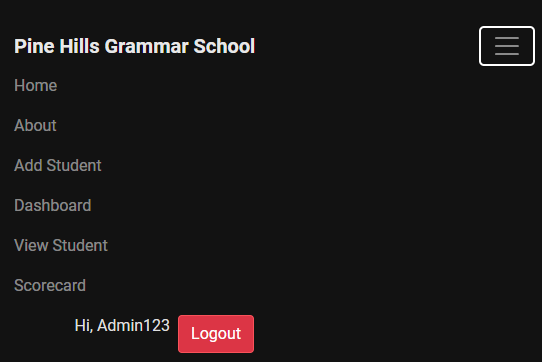 Pine Hills Grammar School
Home
About
Add Student
Dashboard
View Student
Scorecard
Hi, Admin123 Logout